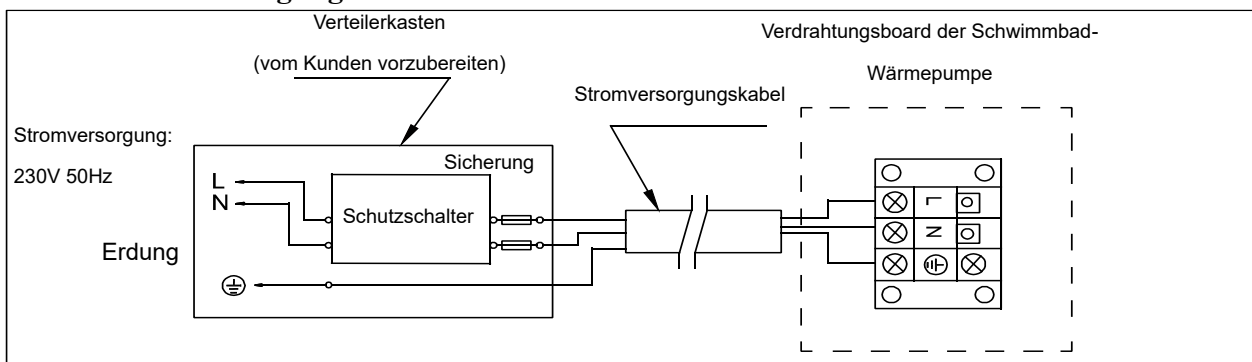 Verteilerkasten
(vom Kunden vorzubereiten)
Verdrahtungsboard der Schwimmbad-
Wärmepumpe
Stromversorgungskabel
Stromversorgung:
230V 50Hz
Sicherung
L
N
Schutzschalter
Erdung
L
N